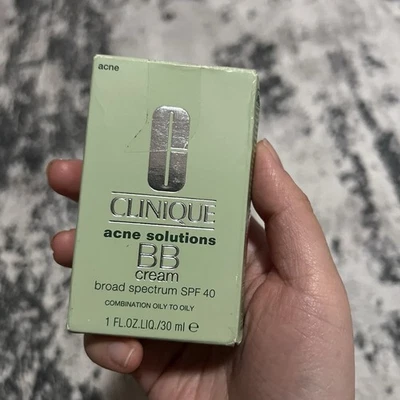 acne
CLINIQUE
acne solutions
BB
cream
broad spectrum SPF 40
COMBINATION OILY TO OILY
1 FL.OZ.LIQ./30 ml e